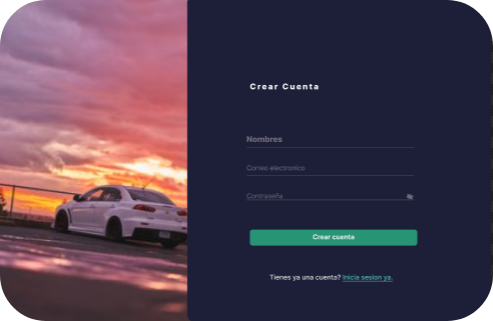 Crear Cuenta
Nombres
Correo electronico
Contraseña
Crear cuenta
Tienes ya una cuenta? Inicia sesion ya.